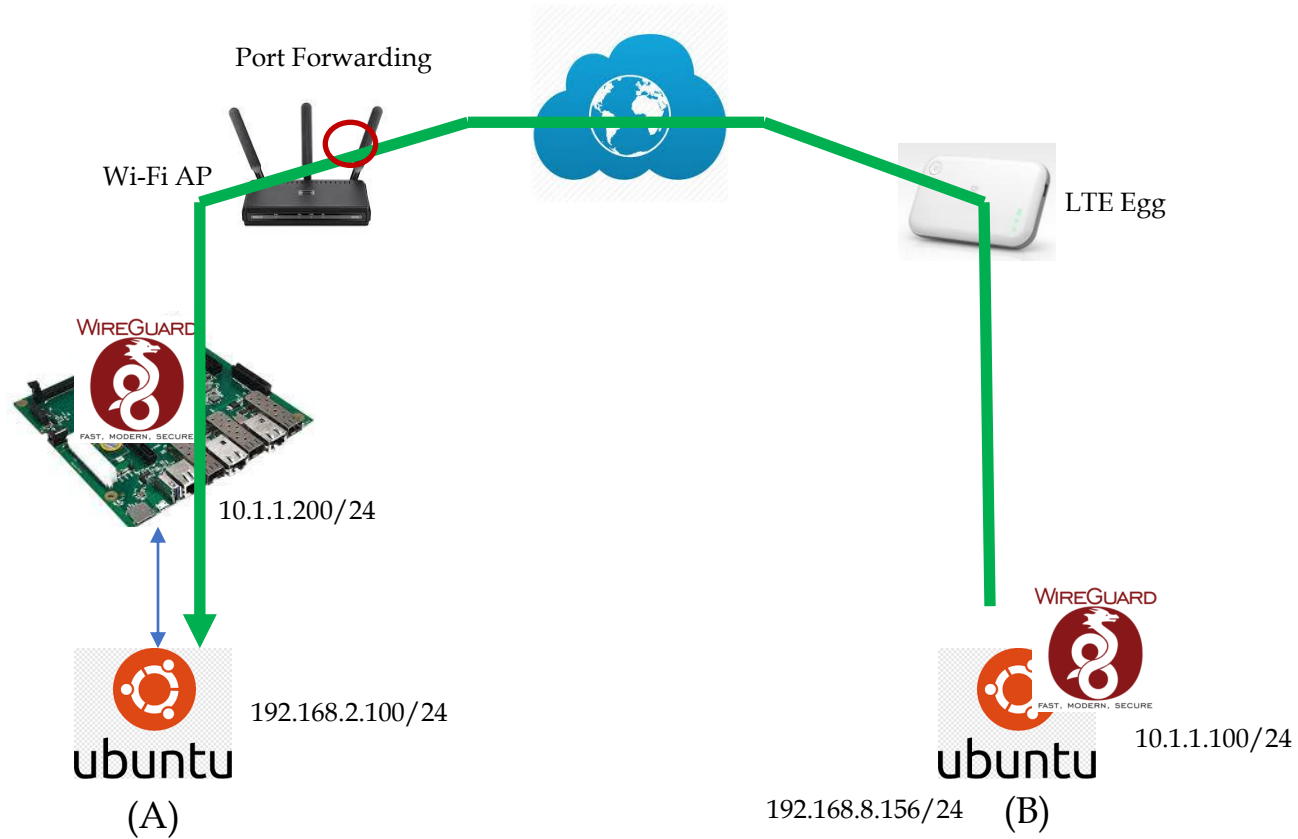 Port Forwarding
Wi-Fi AP
LTE Egg
WIREGUARD
FAST, MODERN, SECURE
10.1.1.200/24
ubuntu
192.168.2.100/24
(A)
WIREGUARD
FAST, MODERN, SECURE
10.1.1.100/24
ubuntu
192.168.8.156/24
(B)